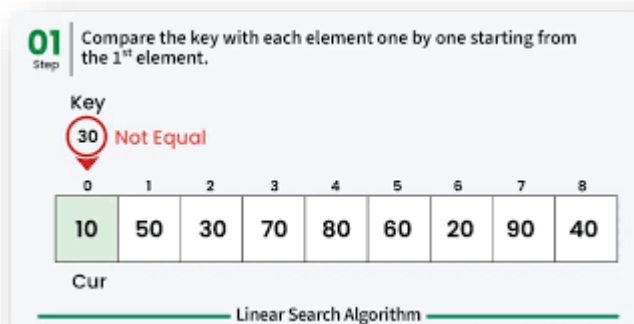 01
Step
Compare the key with each element one by one starting from
the 1st element.
Key
30 Not Equal
0 1 2 3 4 5 6 7 8
10 50 30 70 80 60 20 90 40
Cur
Linear Search Algorithm